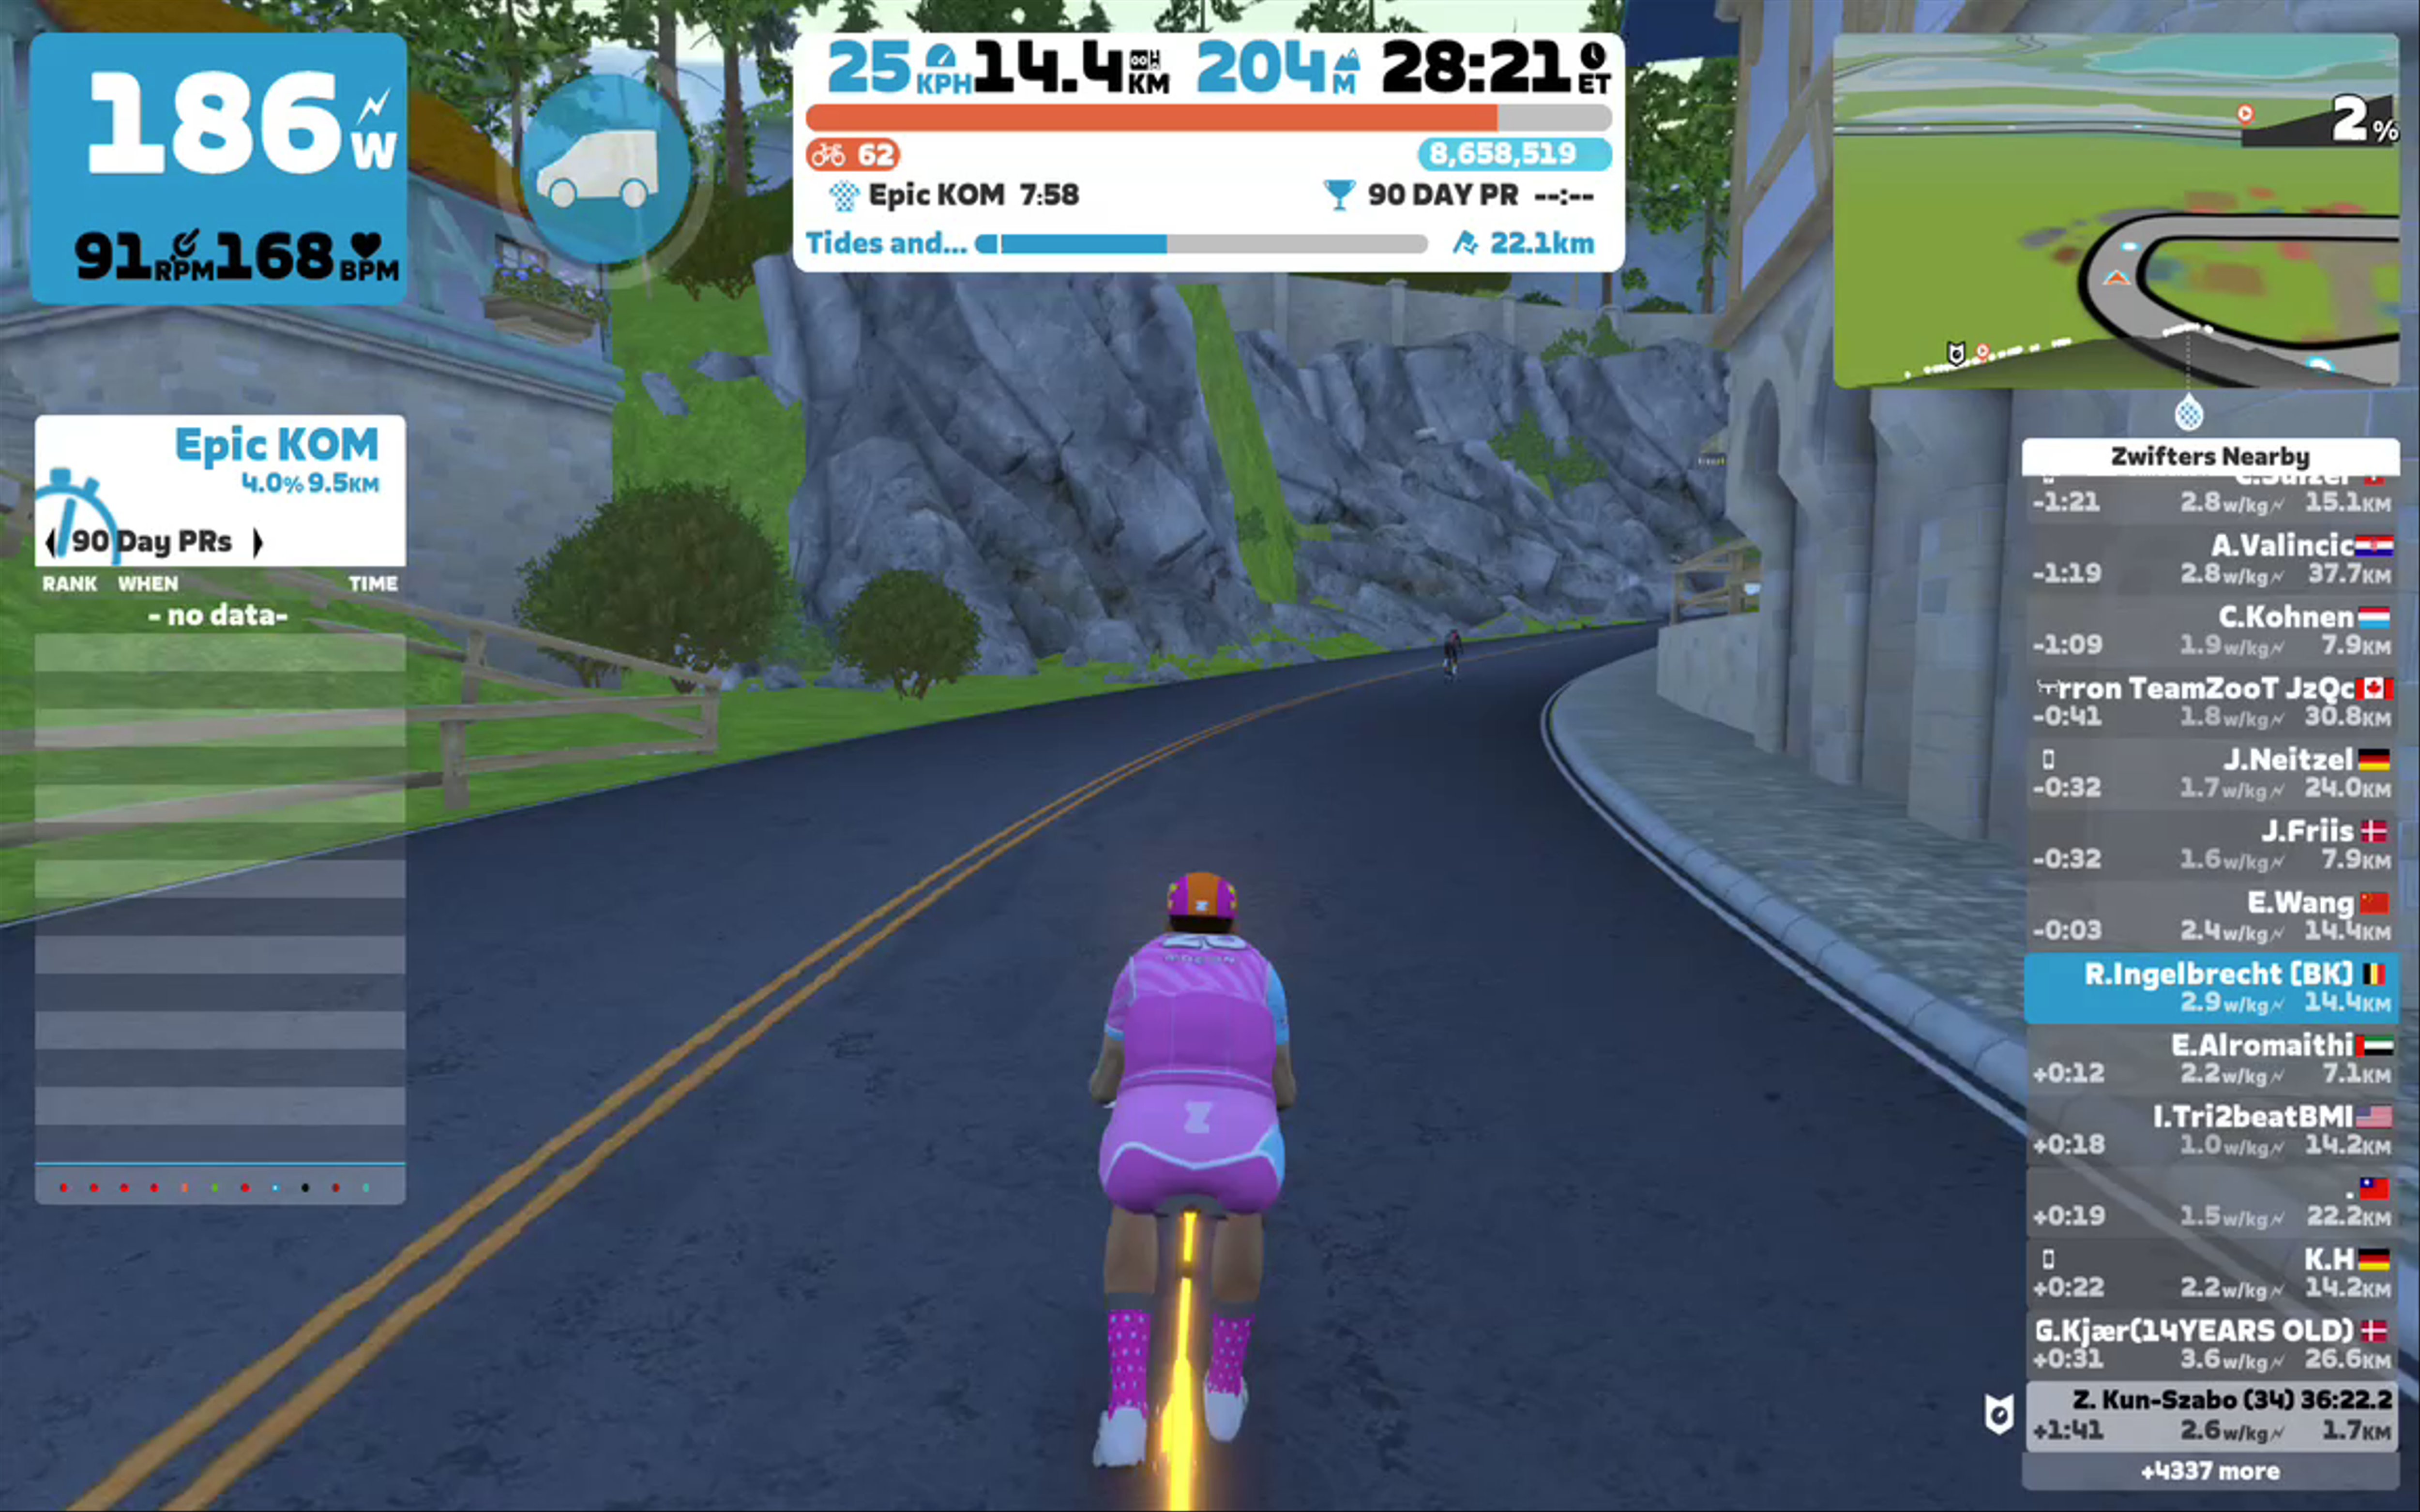 186 W
91 RPM 168 BPM
25 KPH 14.4 KM 204 M 28:21 ET
62
8,658,519
Epic KOM 7:58
90 DAY PR --:--
Tides and... 22.1km
2%
Epic KOM
4.0% 9.5KM
90 Day PRs
RANK WHEN TIME
- no data-
Zwifters Nearby
-1:21 2.8w/kg 15.1KM
A.Valincic
-1:19 2.8w/kg 37.7KM
C.Kohnen
-1:09 1.9w/kg 7.9KM
rron TeamZooT JzQc
-0:41 1.8w/kg 30.8KM
J.Neitzel
-0:32 1.7w/kg 24.0KM
J.Friis
-0:32 1.6w/kg 7.9KM
E.Wang
-0:03 2.4w/kg 14.4KM
R.Ingelbrecht (BK)
2.9w/kg 14.4KM
E.Alromaithi
+0:12 2.2w/kg 7.1KM
I.Tri2beatBMI
+0:18 1.0w/kg 14.2KM
.
+0:19 1.5w/kg 22.2KM
K.H
+0:22 2.2w/kg 14.2KM
G.Kjær(14YEARS OLD)
+0:31 3.6w/kg 26.6KM
Z. Kun-Szabo (34) 36:22.2
+1:41 2.6w/kg 1.7KM
+4337 more
Z